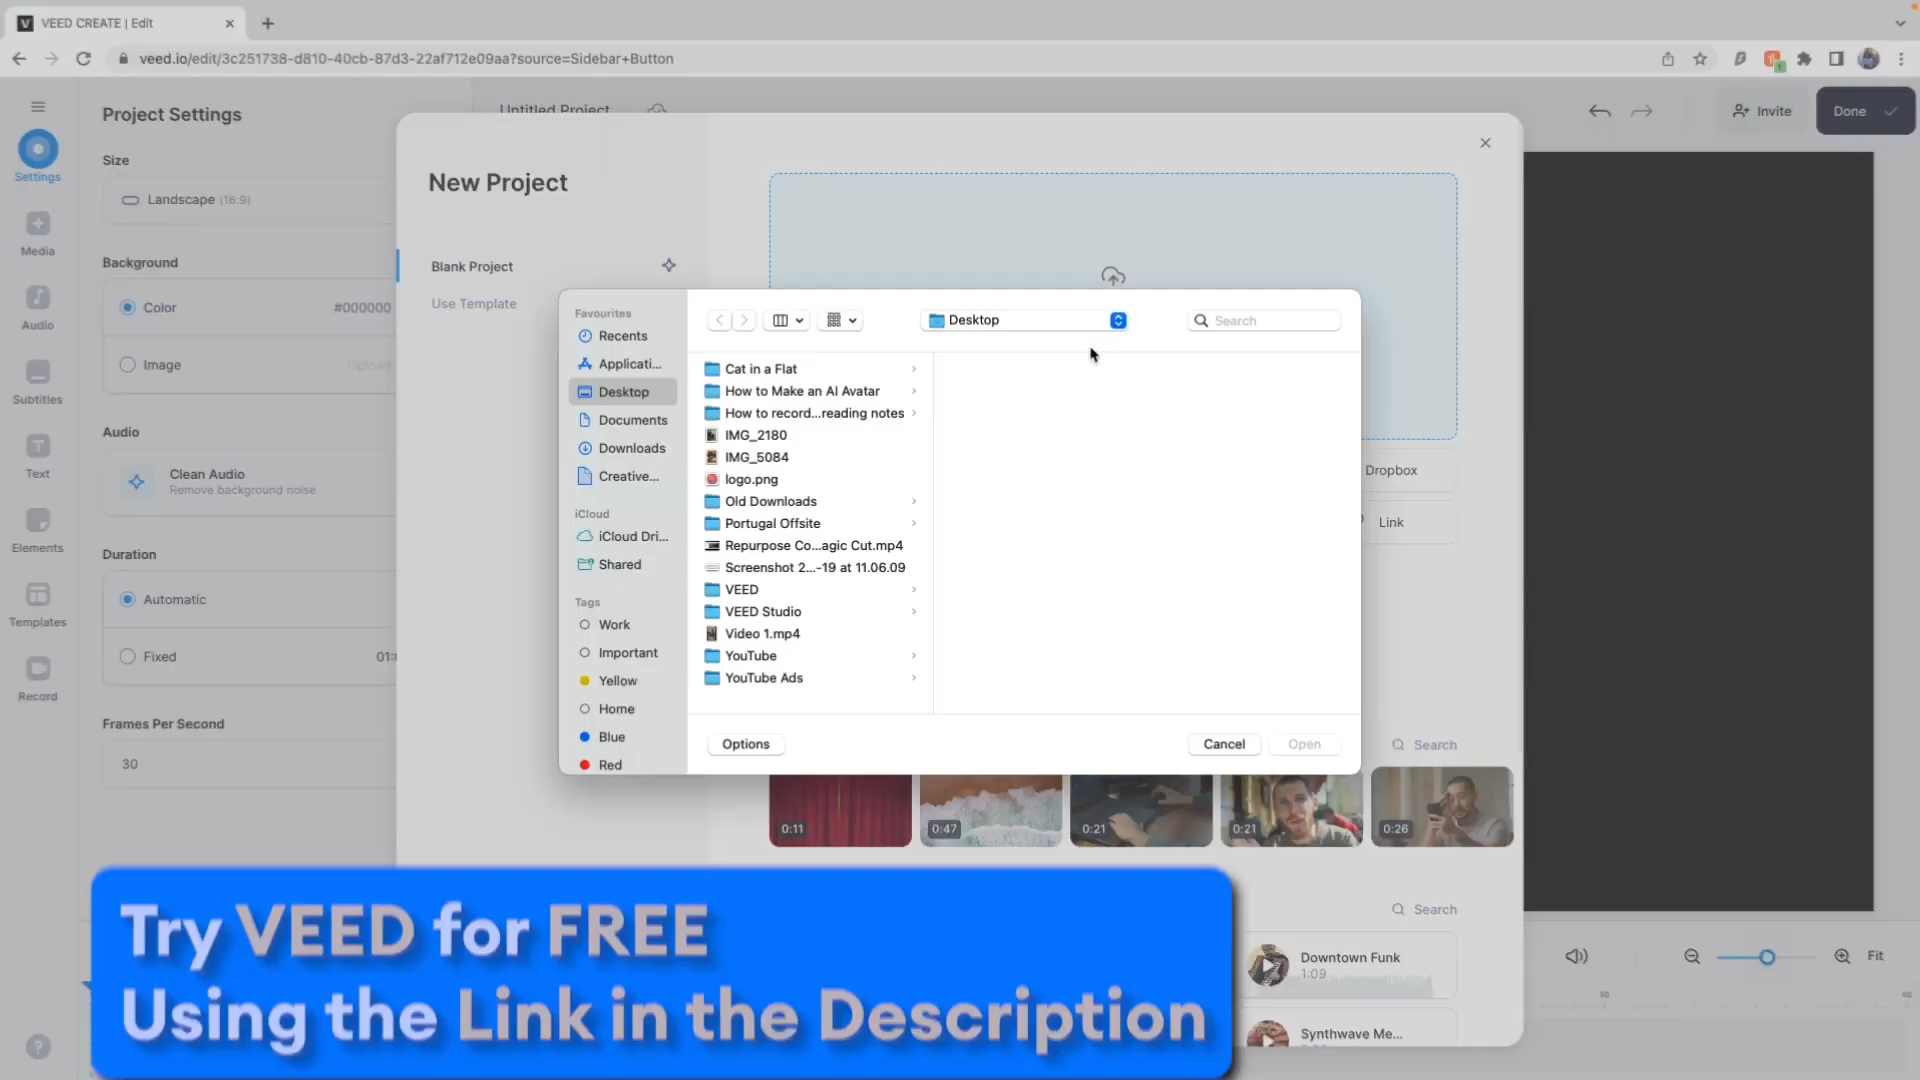 VEED CREATE | Edit
veed.io/edit/3c251738-d810-40cb-87d3-22af712e09aa?source=Sidebar+Button
Project Settings
Untitled Project
Invite
Done
Size
Settings
Landscape (16:9)
Media
Background
Color
#000000
Audio
Image
Upload
Subtitles
Audio
Text
Clean Audio
Remove background noise
Elements
Duration
Automatic
Templates
Fixed
01:
Record
Frames Per Second
30
New Project
Blank Project
Use Template
Dropbox
Link
Favourites
Recents
Applicati...
Desktop
Documents
Downloads
Creative...
iCloud
iCloud Dri...
Shared
Tags
Work
Important
Yellow
Home
Blue
Red
Desktop
Search
Cat in a Flat
How to Make an AI Avatar
How to record...reading notes
IMG_2180
IMG_5084
logo.png
Old Downloads
Portugal Offsite
Repurpose Co...agic Cut.mp4
Screenshot 2...-19 at 11.06.09
VEED
VEED Studio
Video 1.mp4
YouTube
YouTube Ads
Options
Cancel
Open
Search
0:11
0:47
0:21
0:21
0:26
Search
Downtown Funk
1:09
Synthwave Me...
Fit
50
Try VEED for FREE
Using the Link in the Description